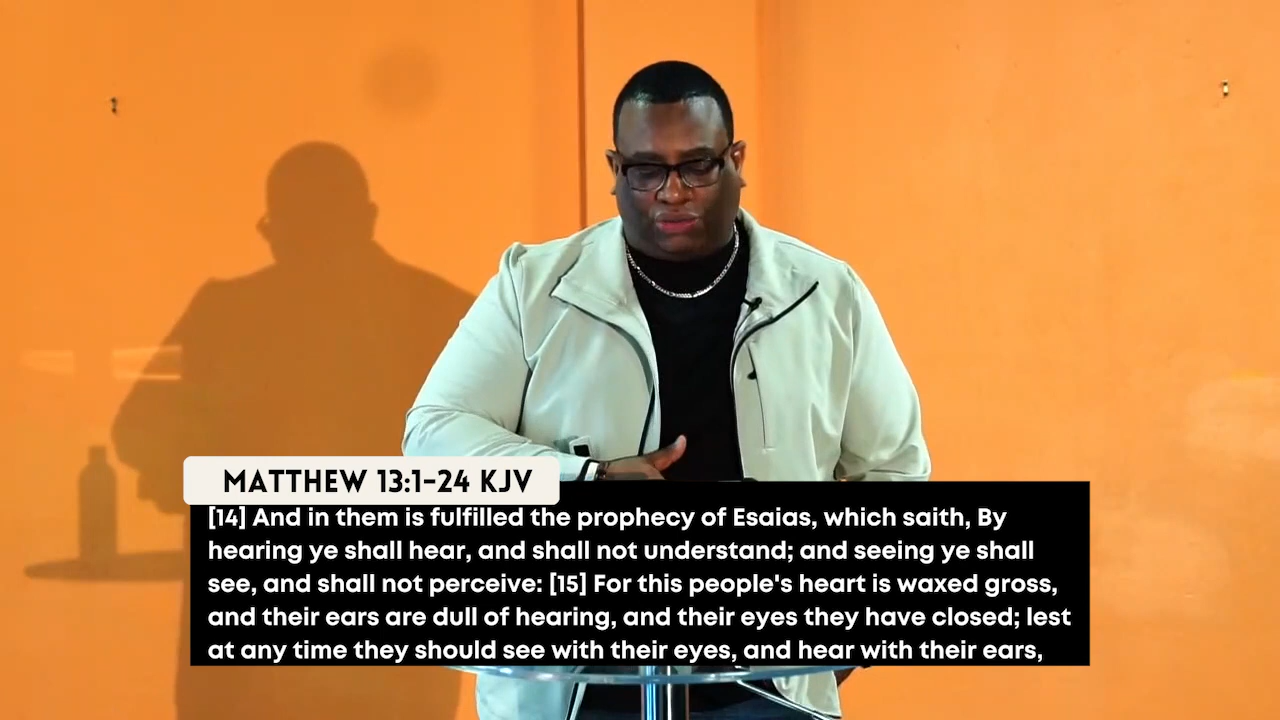 MATTHEW 13:1-24 KJV
[14] And in them is fulfilled the prophecy of Esaias, which saith, By
hearing ye shall hear, and shall not understand; and seeing ye shall
see, and shall not perceive: [15] For this people's heart is waxed gross,
and their ears are dull of hearing, and their eyes they have closed; lest
at any time they should see with their eyes, and hear with their ears,